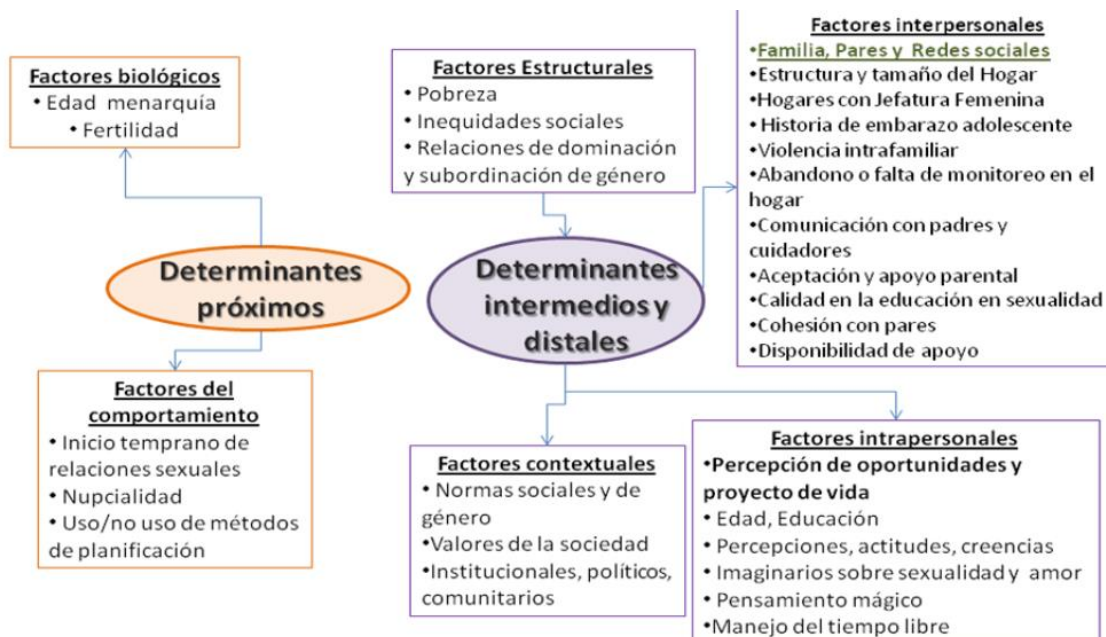 Factores biológicos
• Edad menarquía
• Fertilidad
Determinantes
próximos
Factores del
comportamiento
• Inicio temprano de
relaciones sexuales
• Nupcialidad
• Uso/no uso de métodos
de planificación
Factores Estructurales
• Pobreza
• Inequidades sociales
• Relaciones de dominación
y subordinación de género
Determinantes
intermedios y
distales
Factores interpersonales
•Familia, Pares y Redes sociales
•Estructura y tamaño del Hogar
•Hogares con Jefatura Femenina
• Historia de embarazo adolescente
•Violencia intrafamiliar
•Abandono o falta de monitoreo en el
hogar
•Comunicación con padres y
cuidadores
•Aceptación y apoyo parental
•Calidad en la educación en sexualidad
•Cohesión con pares
•Disponibilidad de apoyo
Factores contextuales
• Normas sociales y de
género
•Valores de la sociedad
•Institucionales, políticos,
comunitarios
Factores intrapersonales
•Percepción de oportunidades y
proyecto de vida
• Edad, Educación
• Percepciones, actitudes, creencias
• Imaginarios sobre sexualidad y amor
• Pensamiento mágico
•Manejo del tiempo libre